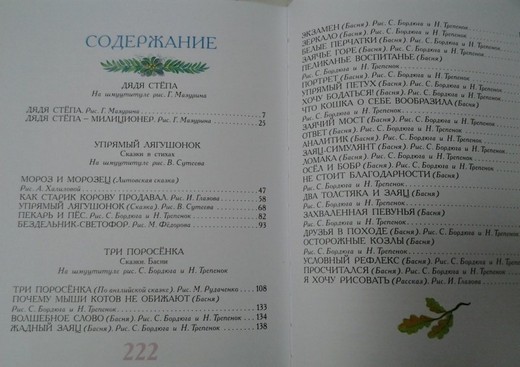 СОДЕРЖАНИЕ
ДЯДЯ СТЁПА
На шмуцтитуле рис. Г. Мазурина
ДЯДЯ СТЁПА. Рис. Г. Мазурина 7
ДЯДЯ СТЁПА – МИЛИЦИОНЕР. Рис. Г. Мазурина 25
УПРЯМЫЙ ЛЯГУШОНОК
Сказки в стихах
На шмуцтитуле рис. В. Сутеева
МОРОЗ И МОРОЗЕЦ (Литовская сказка)
Рис. А. 47
КАК СТАРИК КОРОВУ ПРОДАВАЛ. Рис. И. Глазова 58
УПРЯМЫЙ ЛЯГУШОНОК (Сказка). Рис. В. Сутеева 68
ПЕКАРЬ И ПЁС. Рис. С. Бордюга и Н. Трепенок 82
БЕЗДЕЛЬНИК-СВЕТОФОР. Рис. М. Фёдорова 93
ТРИ ПОРОСЁНКА
Сказки. Басни
На шмуцтитуле рис. С. Бордюга и Н. Трепенок
ТРИ ПОРОСЁНКА (По английской сказке). Рис. М. Рудаченко 108
ПОЧЕМУ МЫШИ КОТОВ НЕ ОБИЖАЮТ (Басня)
Рис. С. Бордюга и Н. Трепенок 133
ВОЛШЕБНОЕ СЛОВО (Басня). Рис. С. Бордюга и Н. Трепенок 134
ЖАДНЫЙ ЗАЯЦ (Басня). Рис. С. Бордюга и Н. Трепенок 138
222
ЭКЗАМЕН (Басня). Рис. С. Бордюга и Н. Трепенок
ЗЕРКАЛО (Басня). Рис. С. Бордюга и Н. Трепенок
БЕЛЫЕ ПЕРЧАТКИ (Басня). Рис. С. Бордюга и Н. Трепенок
ЗАЯЧЬЕ ГОРЕ (Басня). Рис. С. Бордюга и Н. Трепенок
ПЕЛИКАНЬЕ ВОСПИТАНЬЕ (Басня)
Рис. С. Бордюга и Н. Трепенок
ПОРТРЕТ (Басня). Рис. С. Бордюга и Н. Трепенок
УПРЯМЫЙ ПЕТУХ (Басня). Рис. С. Бордюга и Н. Трепенок
ХОЧУ БОДАТЬСЯ! (Басня). Рис. С. Бордюга и Н. Трепенок
ЧТО КОШКА О СЕБЕ ВООБРАЗИЛА (Басня)
Рис. С. Бордюга и Н. Трепенок
ЗАЯЧИЙ МОСТ (Басня). Рис. С. Бордюга и Н. Трепенок
ОТВЕТ (Басня). Рис. С. Бордюга и Н. Трепенок
АНАЛИТИК (Басня). Рис. С. Бордюга и Н. Трепенок
ЗАЯЦ-СИМУЛЯНТ (Басня). Рис. С. Бордюга и Н. Трепенок
ЛОМАКА (Басня). Рис. С. Бордюга и Н. Трепенок
ОСЁЛ И БОБР (Басня). Рис. С. Бордюга и Н. Трепенок
НЕ СТОИТ БЛАГОДАРНОСТИ (Басня)
Рис. С. Бордюга и Н. Трепенок
ДВА ТОЛСТЯКА И ЗАЯЦ (Басня)
Рис. С. Бордюга и Н. Трепенок
ЗАХВАЛЕННАЯ ПЕВУНЬЯ (Басня)
Рис. С. Бордюга и Н. Трепенок
ДРУЗЬЯ В ПОХОДЕ (Басня). Рис. С. Бордюга и Н. Трепенок
ОСТОРОЖНЫЕ КОЗЛЫ (Басня)
Рис. С. Бордюга и Н. Трепенок
УСЛОВНЫЙ РЕФЛЕКС (Басня). Рис. С. Бордюга и Н. Трепенок
ПРОСЧИТАЛСЯ (Басня). Рис. С. Бордюга и Н. Трепенок
Я ХОЧУ РИСОВАТЬ (Рассказ). Рис. И. Глазова